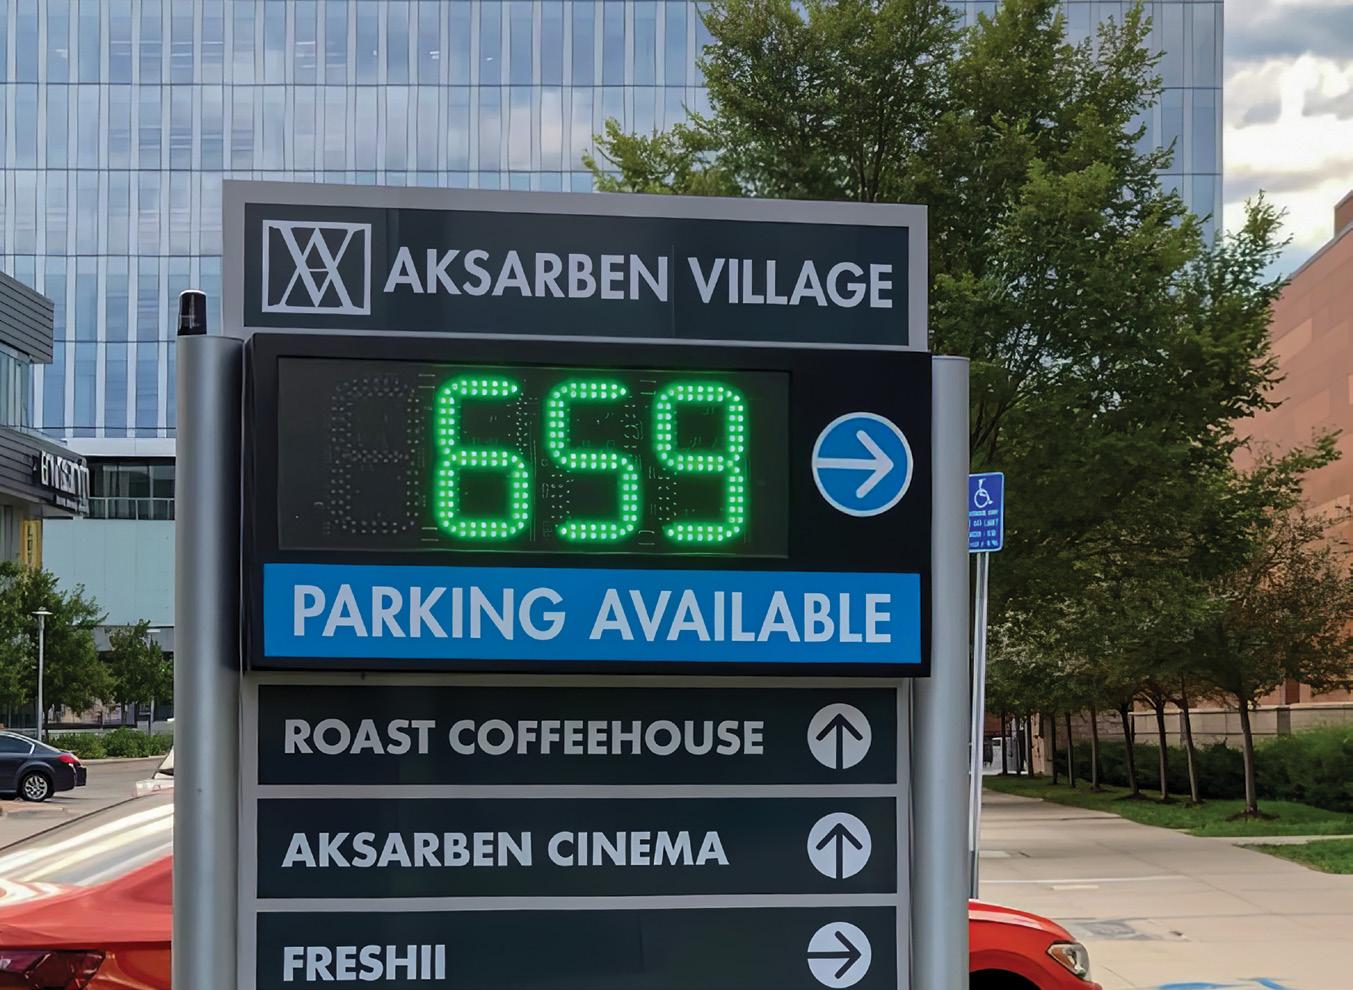 AKSARBEN VILLAGE
659
PARKING AVAILABLE
ROAST COFFEEHOUSE
AKSARBEN CINEMA
FRESHII